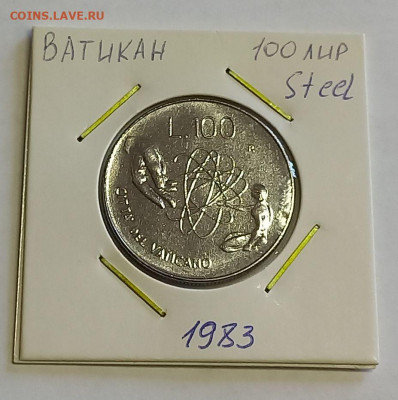 COINS.LAVE.RU
ВАТИКАН 100 лир
Steel
L.100
R
CITTA' DEL VATICANO
1983